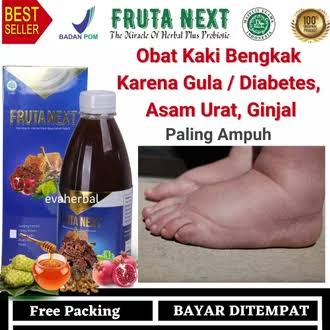 BEST
SELLER
BADAN POM
FRUTA NEXT
The Miracle Of Herbal Plus Probiotic
Obat Kaki Bengkak
Karena Gula / Diabetes,
Asam Urat, Ginjal
Paling Ampuh
FRUTA NEXT
evaherbal
FRUTA NEXT
Free Packing
BAYAR DITEMPAT